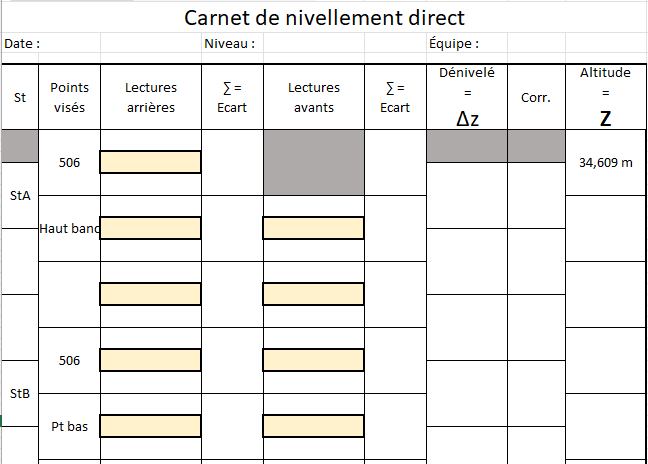 Carnet de nivellement direct
Date : Niveau : Équipe :
St
Points
visés
Lectures
arrières
∑ =
Ecart
Lectures
avants
∑ =
Ecart
Dénivelé
=
Δz
Corr.
Altitude
=
Z
506
34,609 m
StA
Haut banc
506
StB
Pt bas